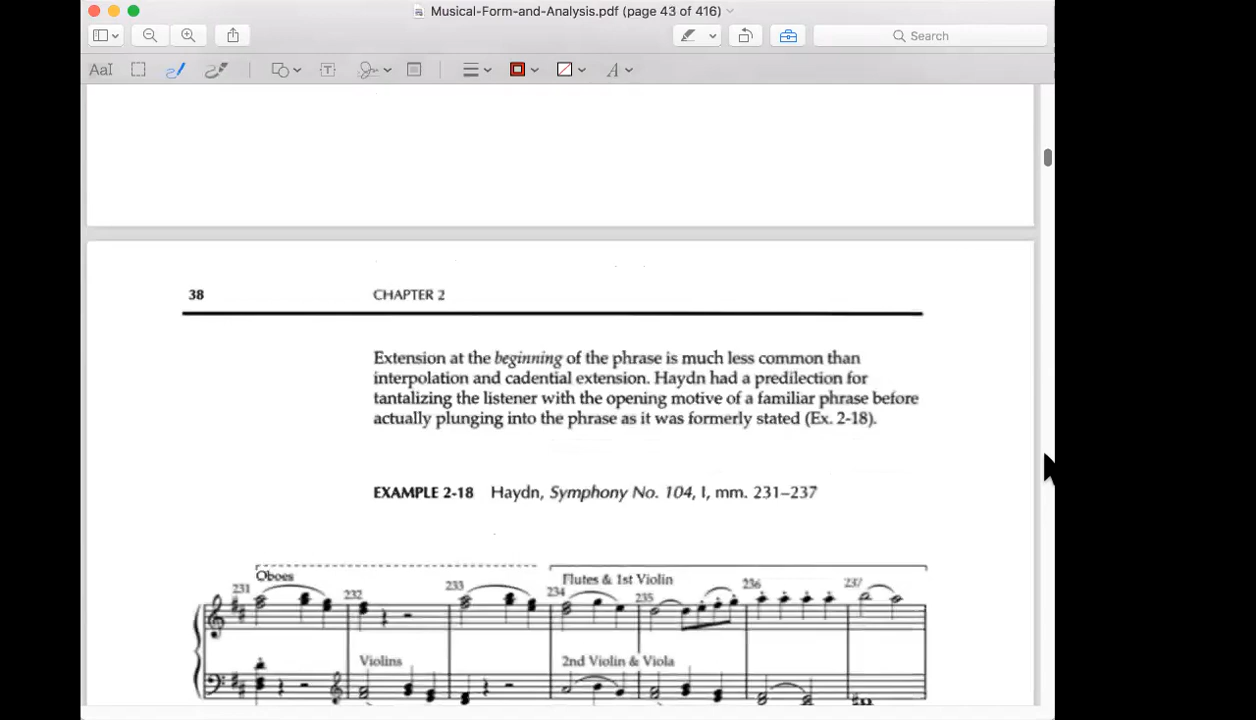 Musical-Form-and-Analysis.pdf (page 43 of 416)
Search
AaI
T
A
38 CHAPTER 2
Extension at the beginning of the phrase is much less common than
interpolation and cadential extension. Haydn had a predilection for
tantalizing the listener with the opening motive of a familiar phrase before
actually plunging into the phrase as it was formerly stated (Ex. 2-18).
EXAMPLE 2-18 Haydn, Symphony No. 104, I, mm. 231–237
Oboes Flutes & 1st Violin
231 232 233 234 235 236 237
Violins 2nd Violin & Viola